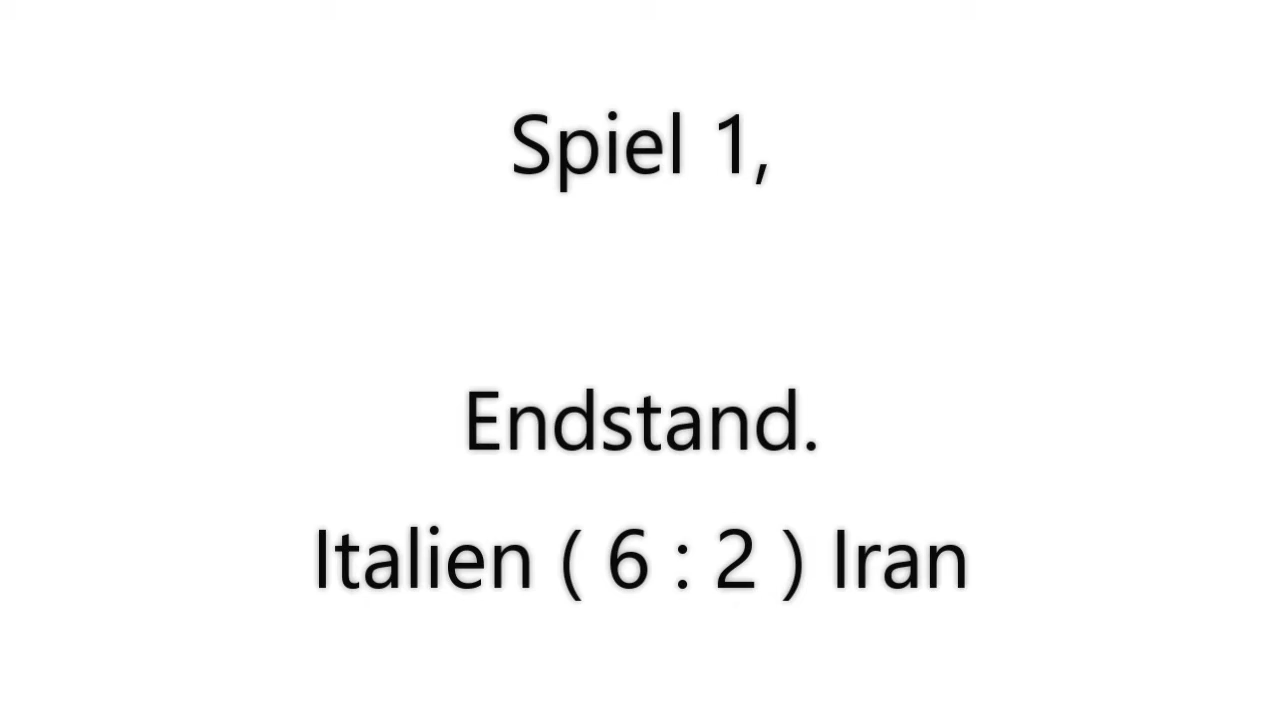 Spiel 1,
Endstand.
Italien ( 6 : 2 ) Iran